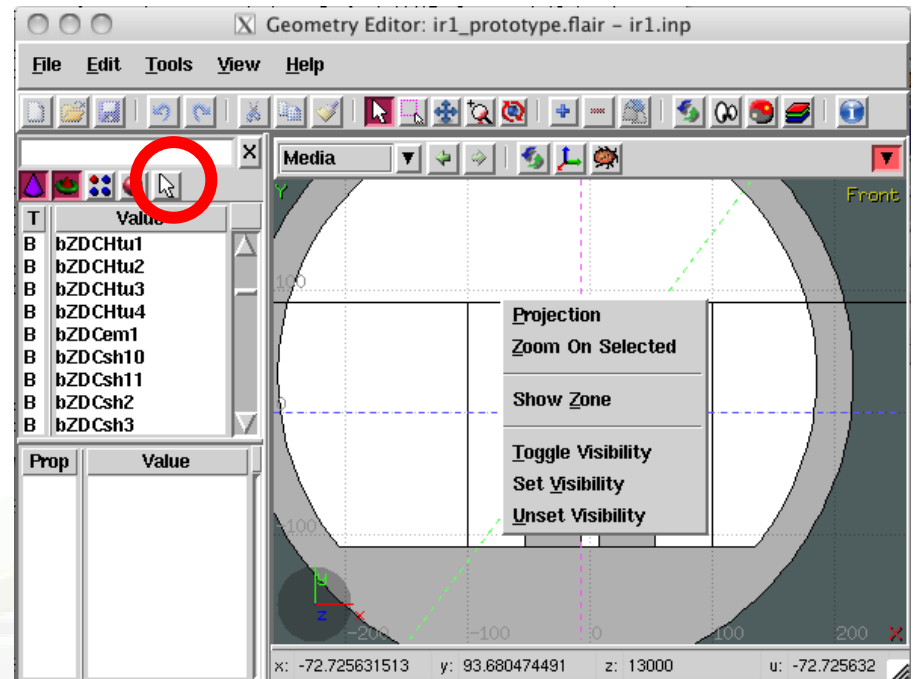 X Geometry Editor: ir1_prototype.flair – ir1.inp
File Edit Tools View Help
X
Media
T Value
B bZDCHtu1
B bZDCHtu2
B bZDCHtu3
B bZDCHtu4
B bZDCem1
B bZDCsh10
B bZDCsh11
B bZDCsh2
B bZDCsh3
Prop Value
Y Front
100
0
-100
Projection
Zoom On Selected
Show Zone
Toggle Visibility
Set Visibility
Unset Visibility
y
z x
-200 -100 0 100 200 X
x: -72.725631513 y: 93.680474491 z: 13000 u: -72.725632